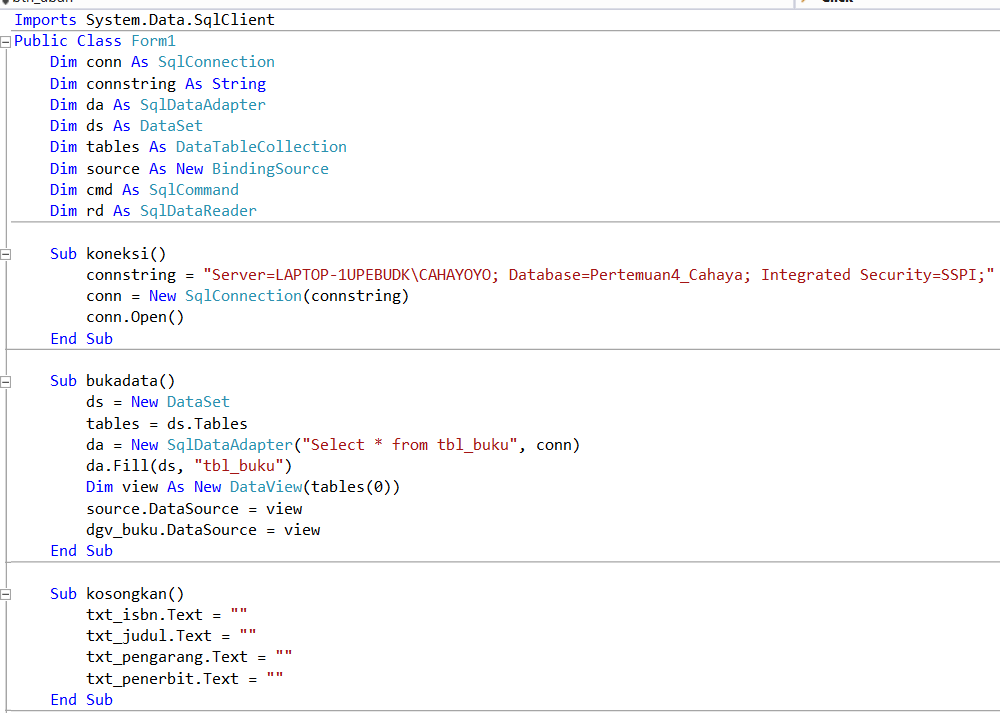 Imports System.Data.SqlClient
Public Class Form1
    Dim conn As SqlConnection
    Dim connstring As String
    Dim da As SqlDataAdapter
    Dim ds As DataSet
    Dim tables As DataTableCollection
    Dim source As New BindingSource
    Dim cmd As SqlCommand
    Dim rd As SqlDataReader
    Sub koneksi()
        connstring = "Server=LAPTOP-1UPEBUDK\CAHAYOYO; Database=Pertemuan4_Cahaya; Integrated Security=SSPI;"
        conn = New SqlConnection(connstring)
        conn.Open()
    End Sub
    Sub bukadata()
        ds = New DataSet
        tables = ds.Tables
        da = New SqlDataAdapter("Select * from tbl_buku", conn)
        da.Fill(ds, "tbl_buku")
        Dim view As New DataView(tables(0))
        source.DataSource = view
        dgv_buku.DataSource = view
    End Sub
    Sub kosongkan()
        txt_isbn.Text = ""
        txt_judul.Text = ""
        txt_pengarang.Text = ""
        txt_penerbit.Text = ""
    End Sub